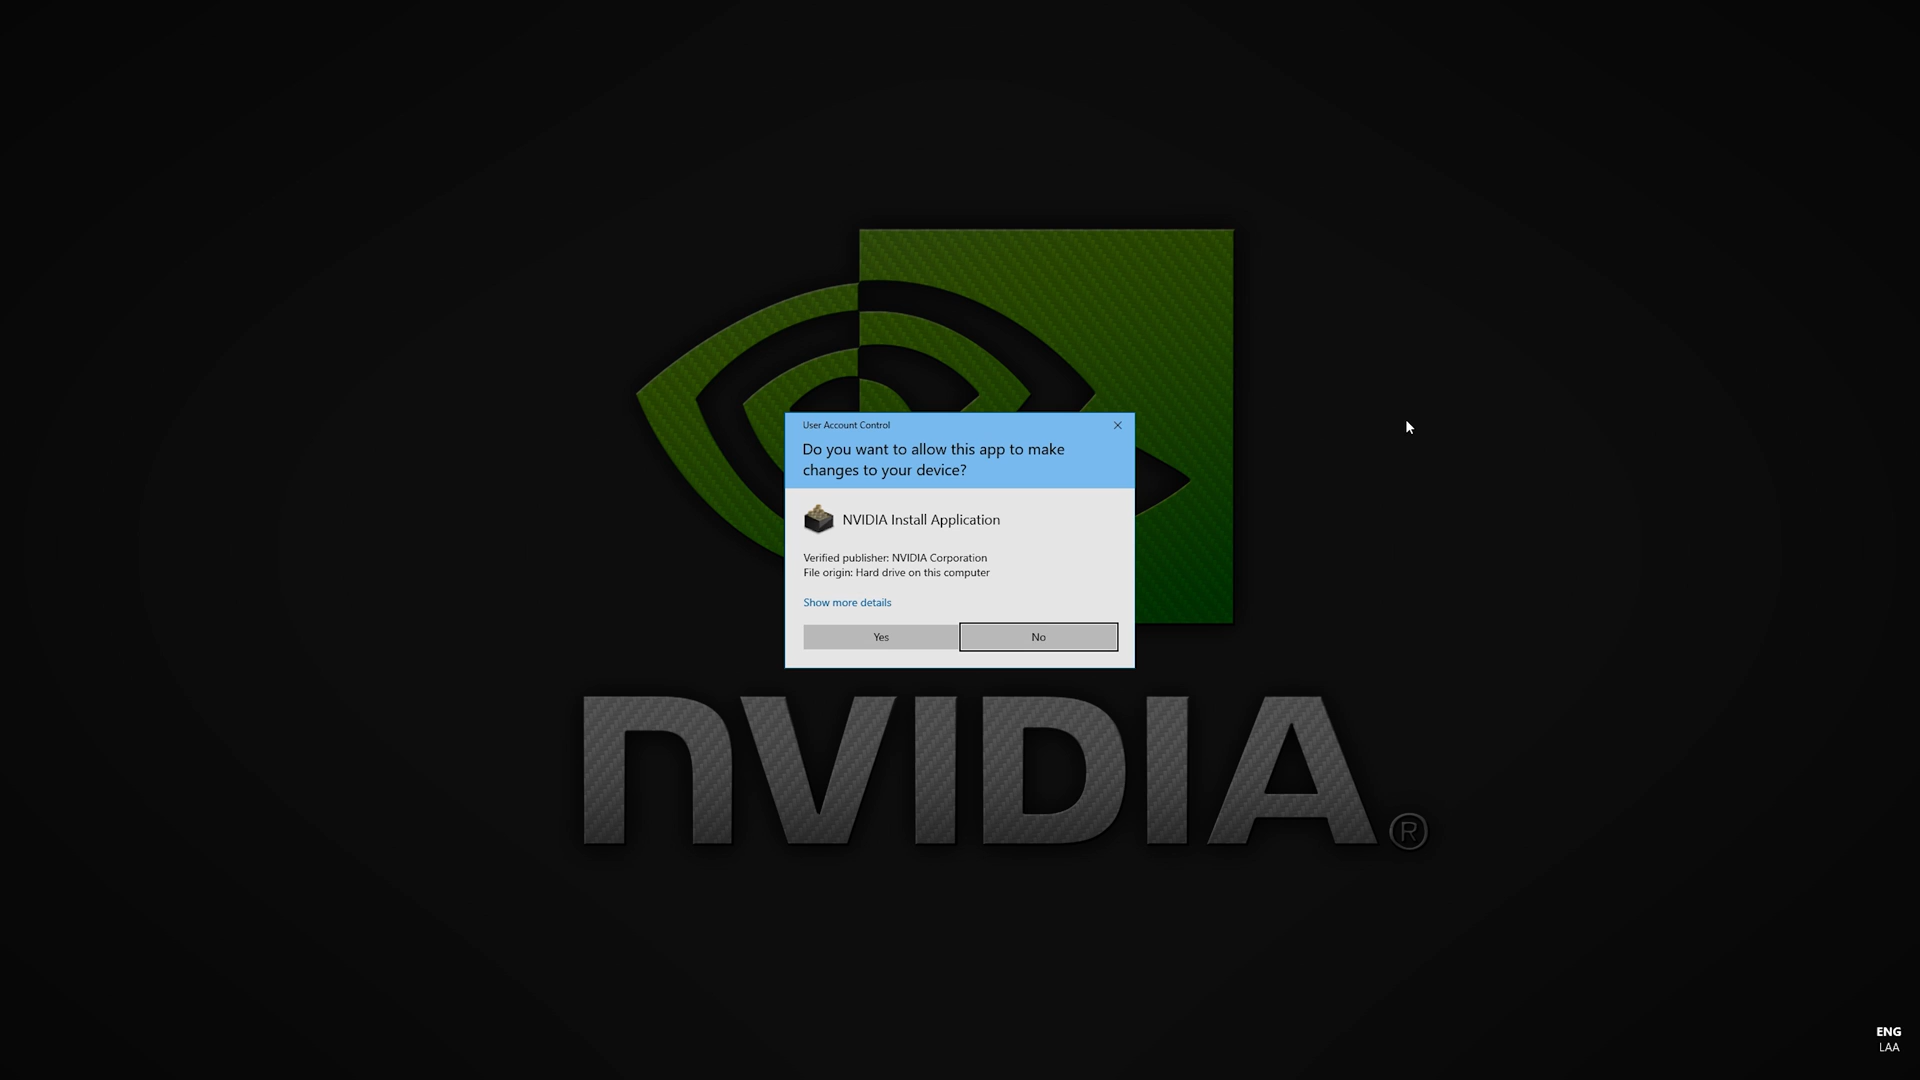 User Account Control
Do you want to allow this app to make
changes to your device?
NVIDIA Install Application
Verified publisher: NVIDIA Corporation
File origin: Hard drive on this computer
Show more details
Yes
No
nVIDIA®
ENG
LAA